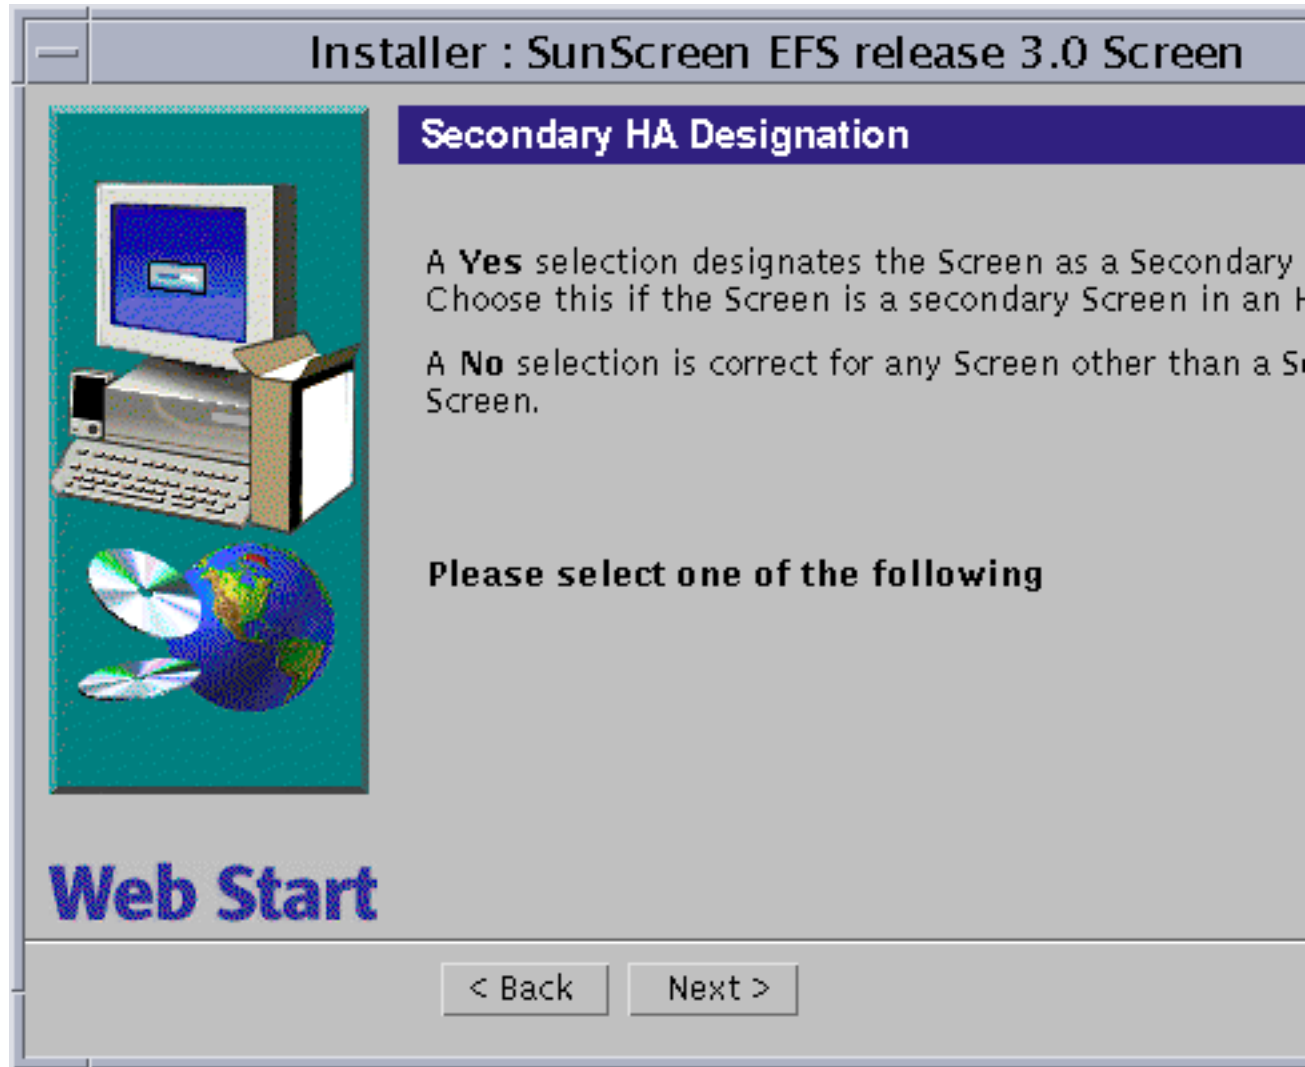 Installer : SunScreen EFS release 3.0 Screen
Secondary HA Designation
A Yes selection designates the Screen as a Secondary
Choose this if the Screen is a secondary Screen in an
A No selection is correct for any Screen other than a
Screen.
Please select one of the following
Web Start
< Back
Next >